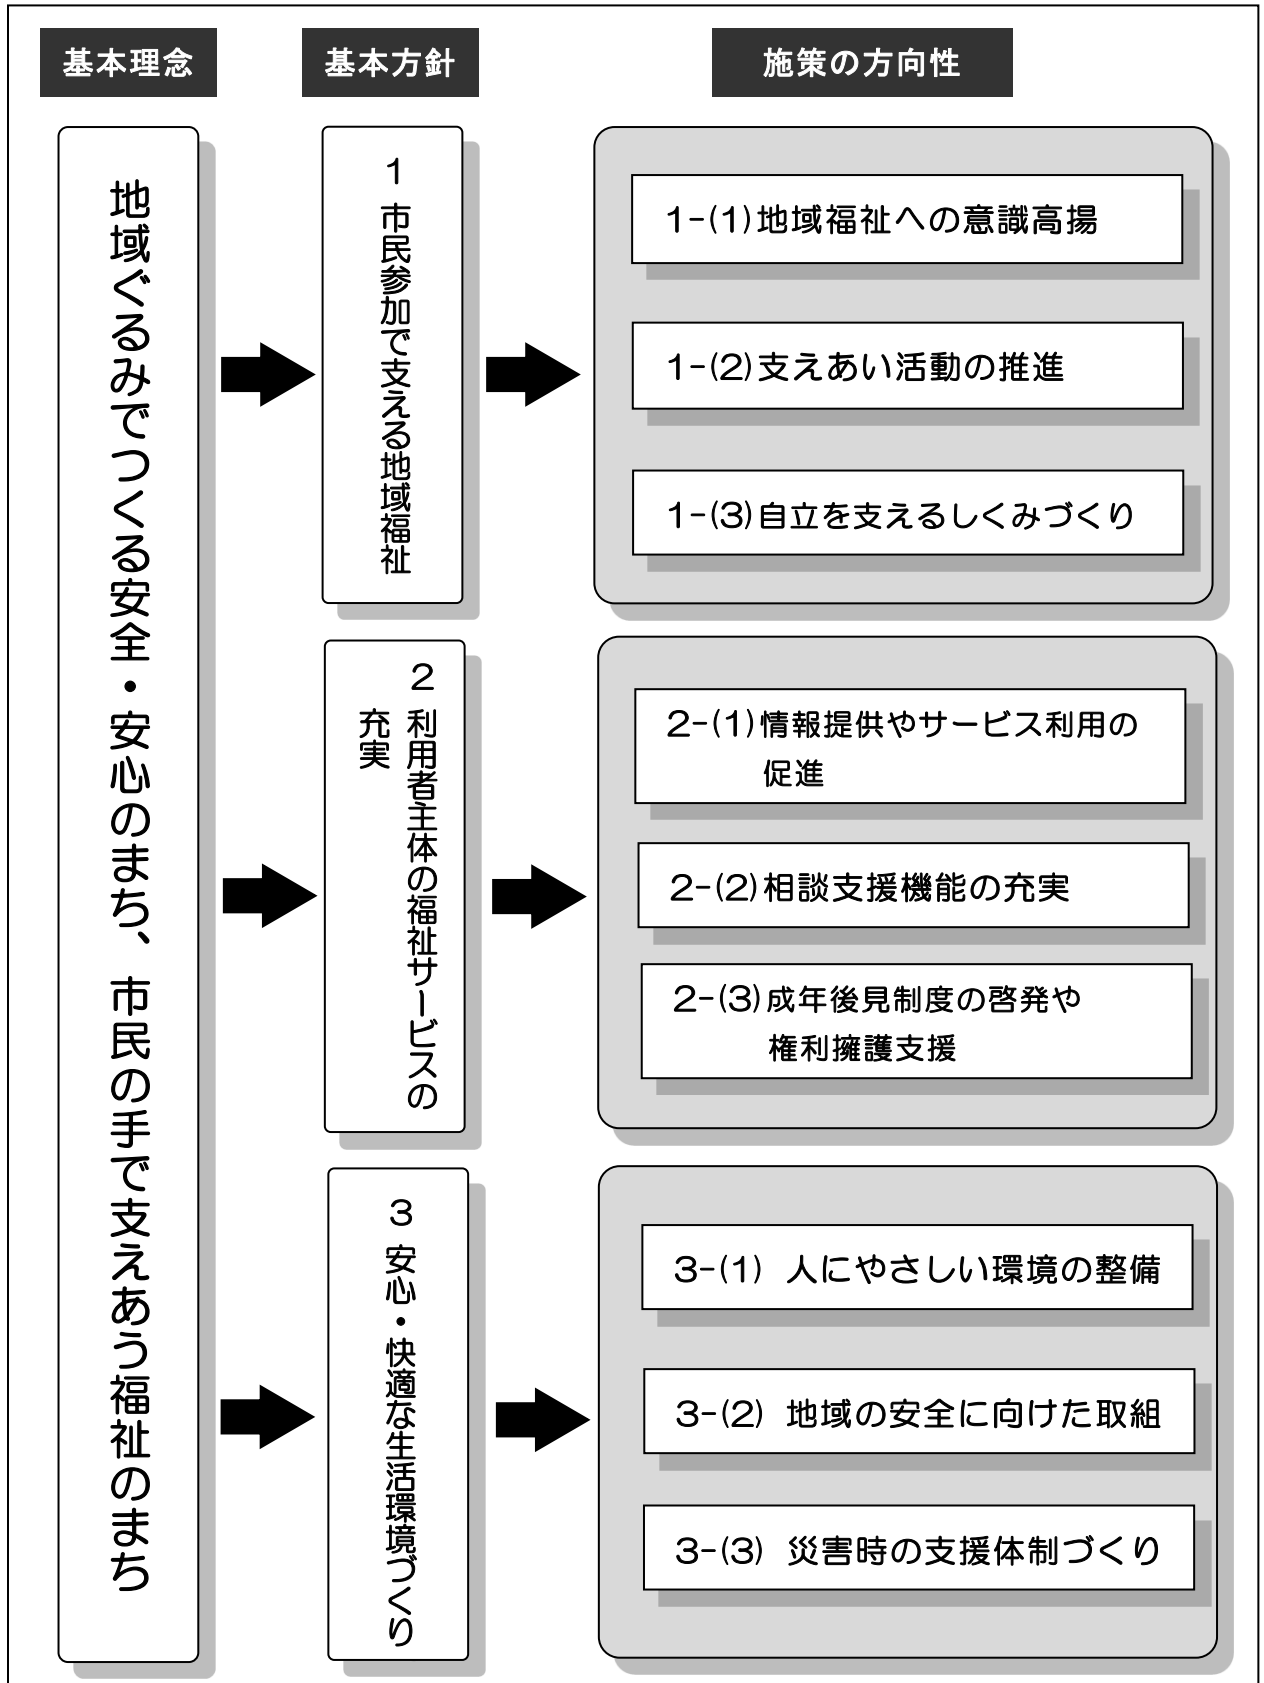 基本理念
基本方針
施策の方向性
地域ぐるみでつくる安全・安心のまち、市民の手で支えあう福祉のまち
1 市民参加で支える地域福祉
1-(1)地域福祉への意識高揚
1-(2)支えあい活動の推進
1-(3)自立を支えるしくみづくり
2 利用者主体の福祉サービスの
充実
2-(1)情報提供やサービス利用の
促進
2-(2)相談支援機能の充実
2-(3)成年後見制度の啓発や
権利擁護支援
3 安心・快適な生活環境づくり
3-(1) 人にやさしい環境の整備
3-(2) 地域の安全に向けた取組
3-(3) 災害時の支援体制づくり